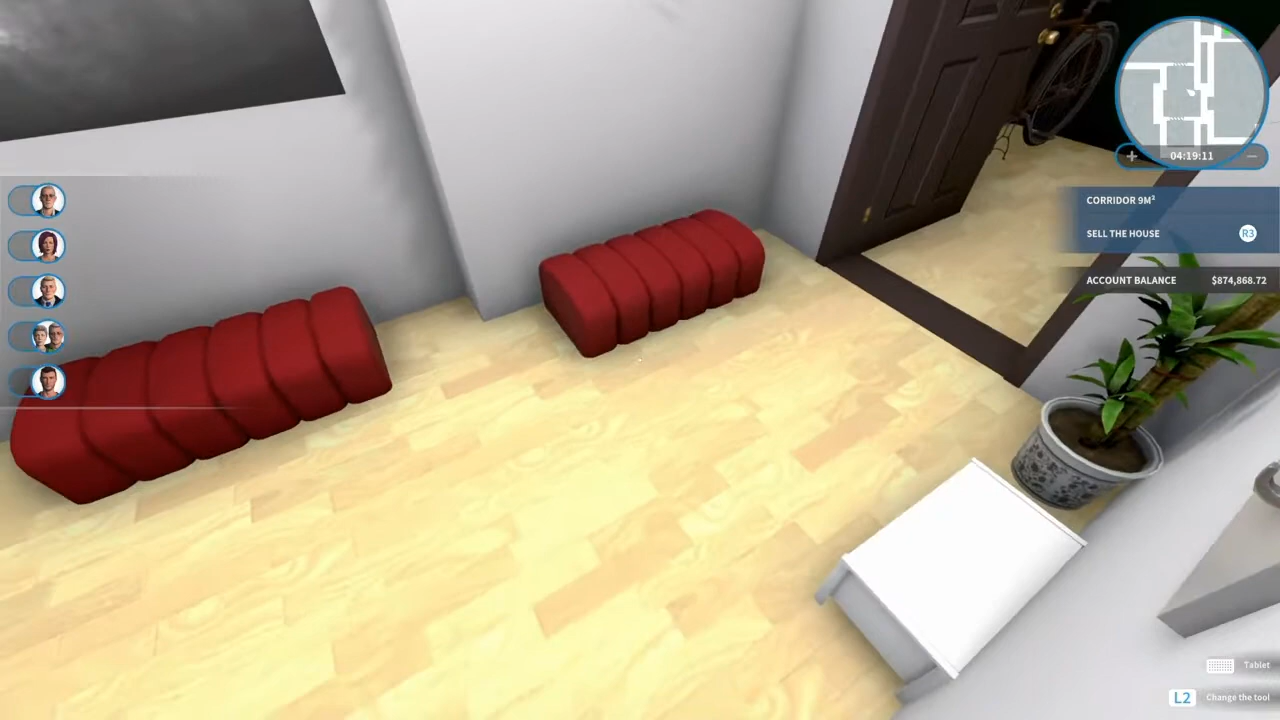 04:19:11
CORRIDOR 9M²
SELL THE HOUSE R3
ACCOUNT BALANCE $874,868.72
Tablet
L2 Change the tool